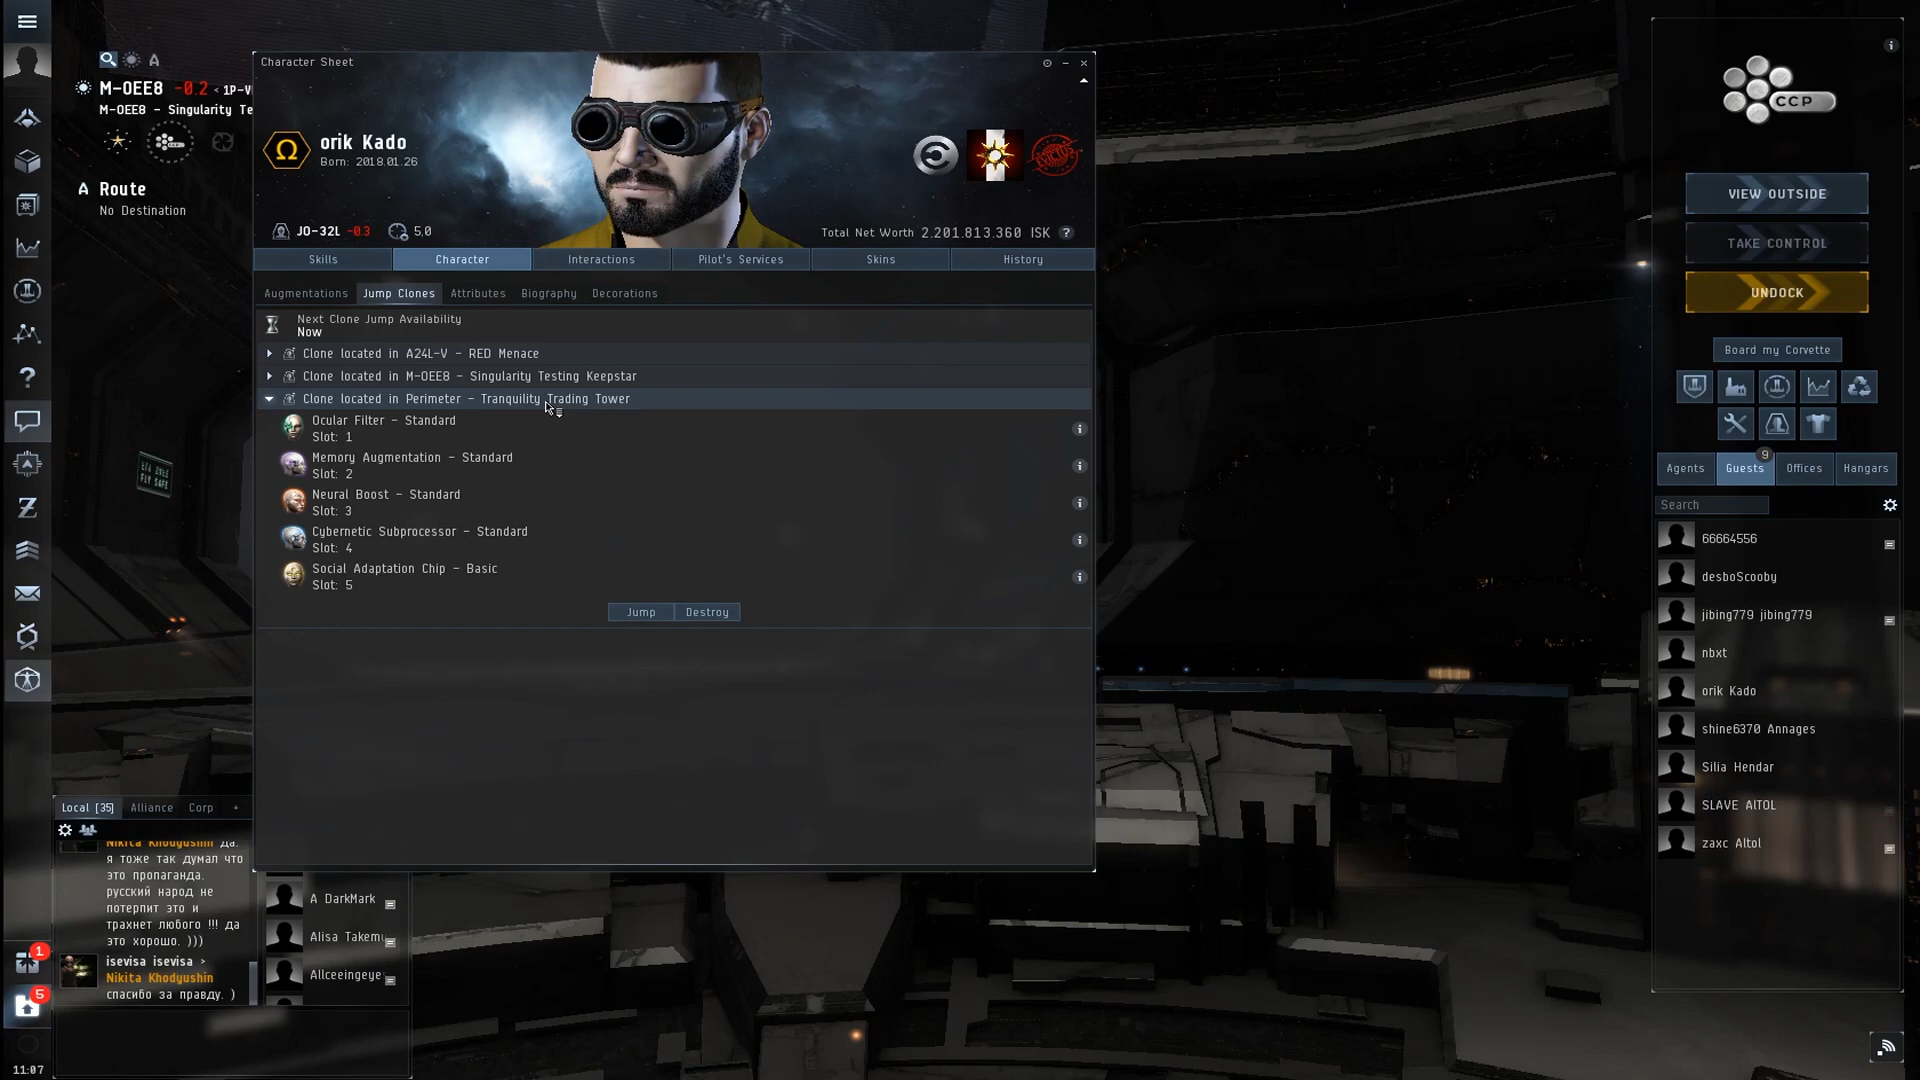 M-OEE8 -0.2 < 1P-V
M-OEE8 - Singularity Te
A Route
No Destination
Character Sheet
Ω
orik Kado
Born: 2018.01.26
EVICTUS
JO-32L -0.3
5.0
Total Net Worth 2.201.813.360 ISK ?
Skills
Character
Interactions
Pilot's Services
Skins
History
Augmentations
Jump Clones
Attributes
Biography
Decorations
Next Clone Jump Availability
Now
Clone located in A24L-V - RED Menace
Clone located in M-OEE8 - Singularity Testing Keepstar
Clone located in Perimeter - Tranquility Trading Tower
Ocular Filter - Standard
Slot: 1
Memory Augmentation - Standard
Slot: 2
Neural Boost - Standard
Slot: 3
Cybernetic Subprocessor - Standard
Slot: 4
Social Adaptation Chip - Basic
Slot: 5
Jump
Destroy
CCP
VIEW OUTSIDE
TAKE CONTROL
UNDOCK
Board my Corvette
Agents
Guests
9
Offices
Hangars
Search
66664556
desboScooby
jibing779 jibing779
nbxt
orik Kado
shine6370 Annages
Silia Hendar
SLAVE AITOL
zaxc Altol
Local [35]
Alliance
Corp
+
Nikita Khodyushin да.
я тоже так думал что
это пропаганда.
русский народ не
потерпит это и
трахнет любого !!! да
это хорошо. )))
isevisa isevisa >
Nikita Khodyushin
спасибо за правду. )
A DarkMark
Alisa Takem
Allceeingeye
1
5
11:07